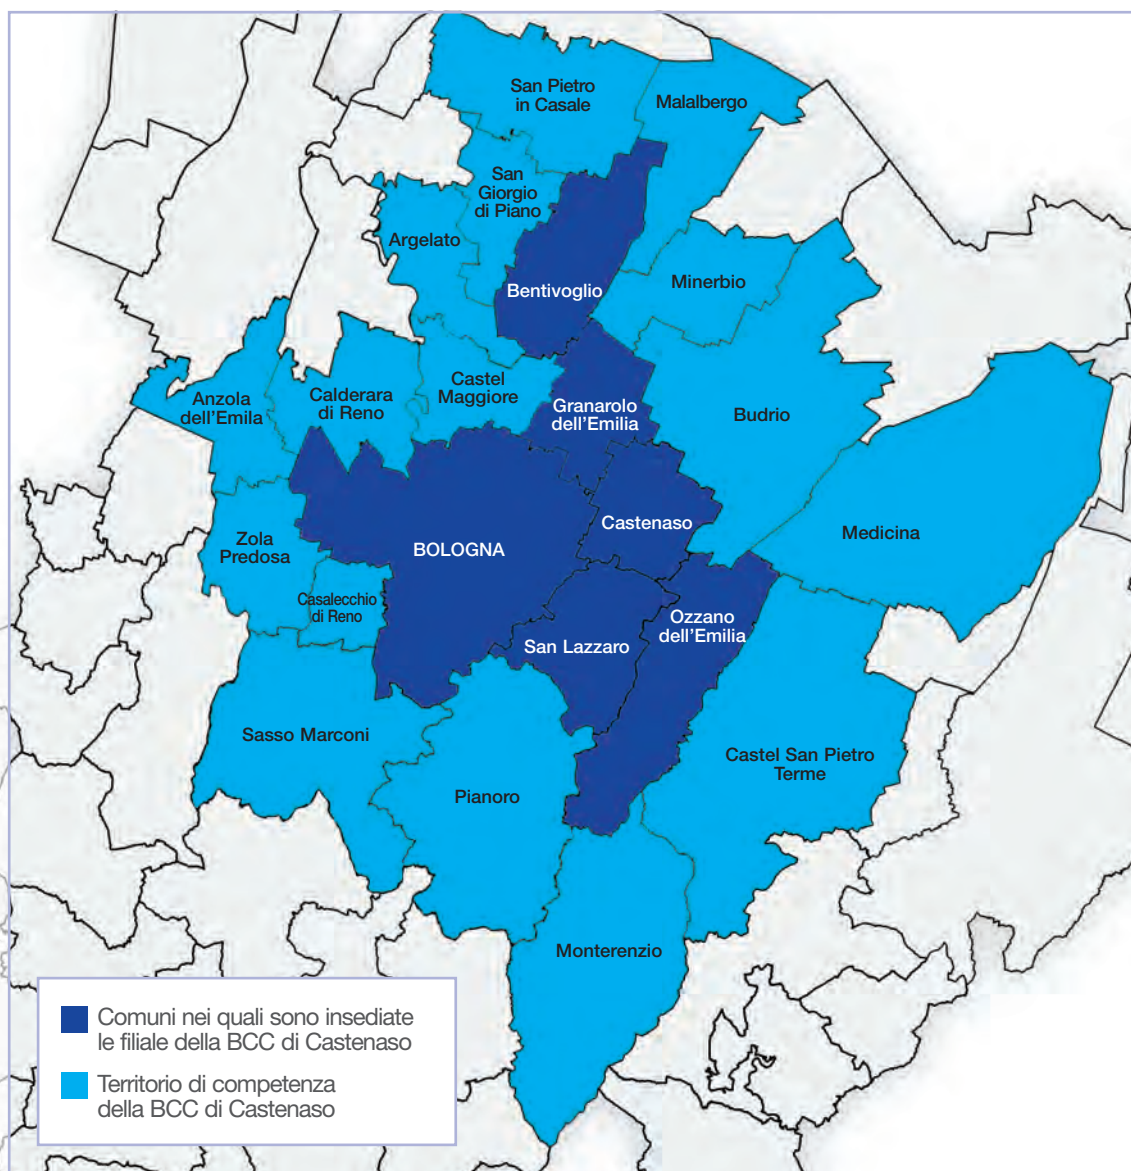 San Pietro
in Casale
Malalbergo
San
Giorgio
di Piano
Argelato
Bentivoglio
Minerbio
Anzola
dell'Emila
Calderara
di Reno
Castel
Maggiore
Granarolo
dell'Emilia
Budrio
Castenaso
Medicina
Zola
Predosa
BOLOGNA
Casalecchio
di Reno
Ozzano
dell'Emilia
San Lazzaro
Sasso Marconi
Castel San Pietro
Terme
Pianoro
Monterenzio
Comuni nei quali sono insediate
le filiale della BCC di Castenaso
Territorio di competenza
della BCC di Castenaso